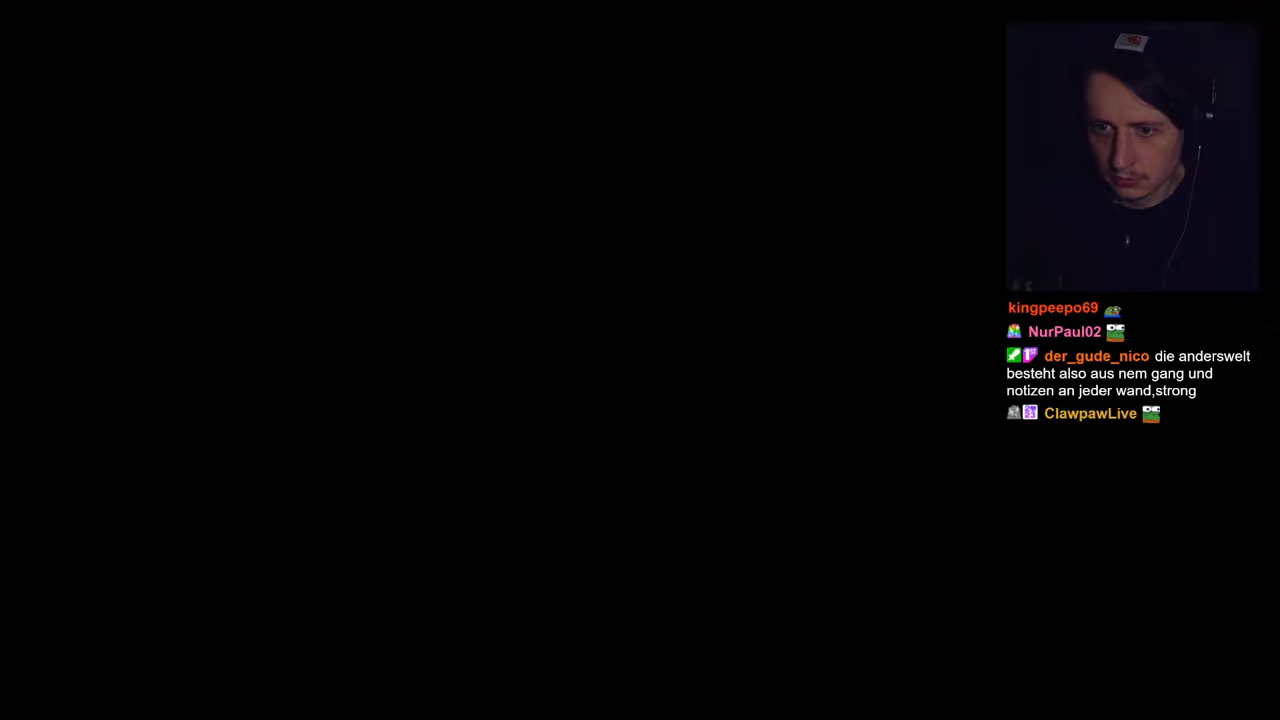 kingpeepo69
NurPaul02
der_gude_nico die anderswelt
besteht also aus nem gang und
notizen an jeder wand,strong
ClawpawLive